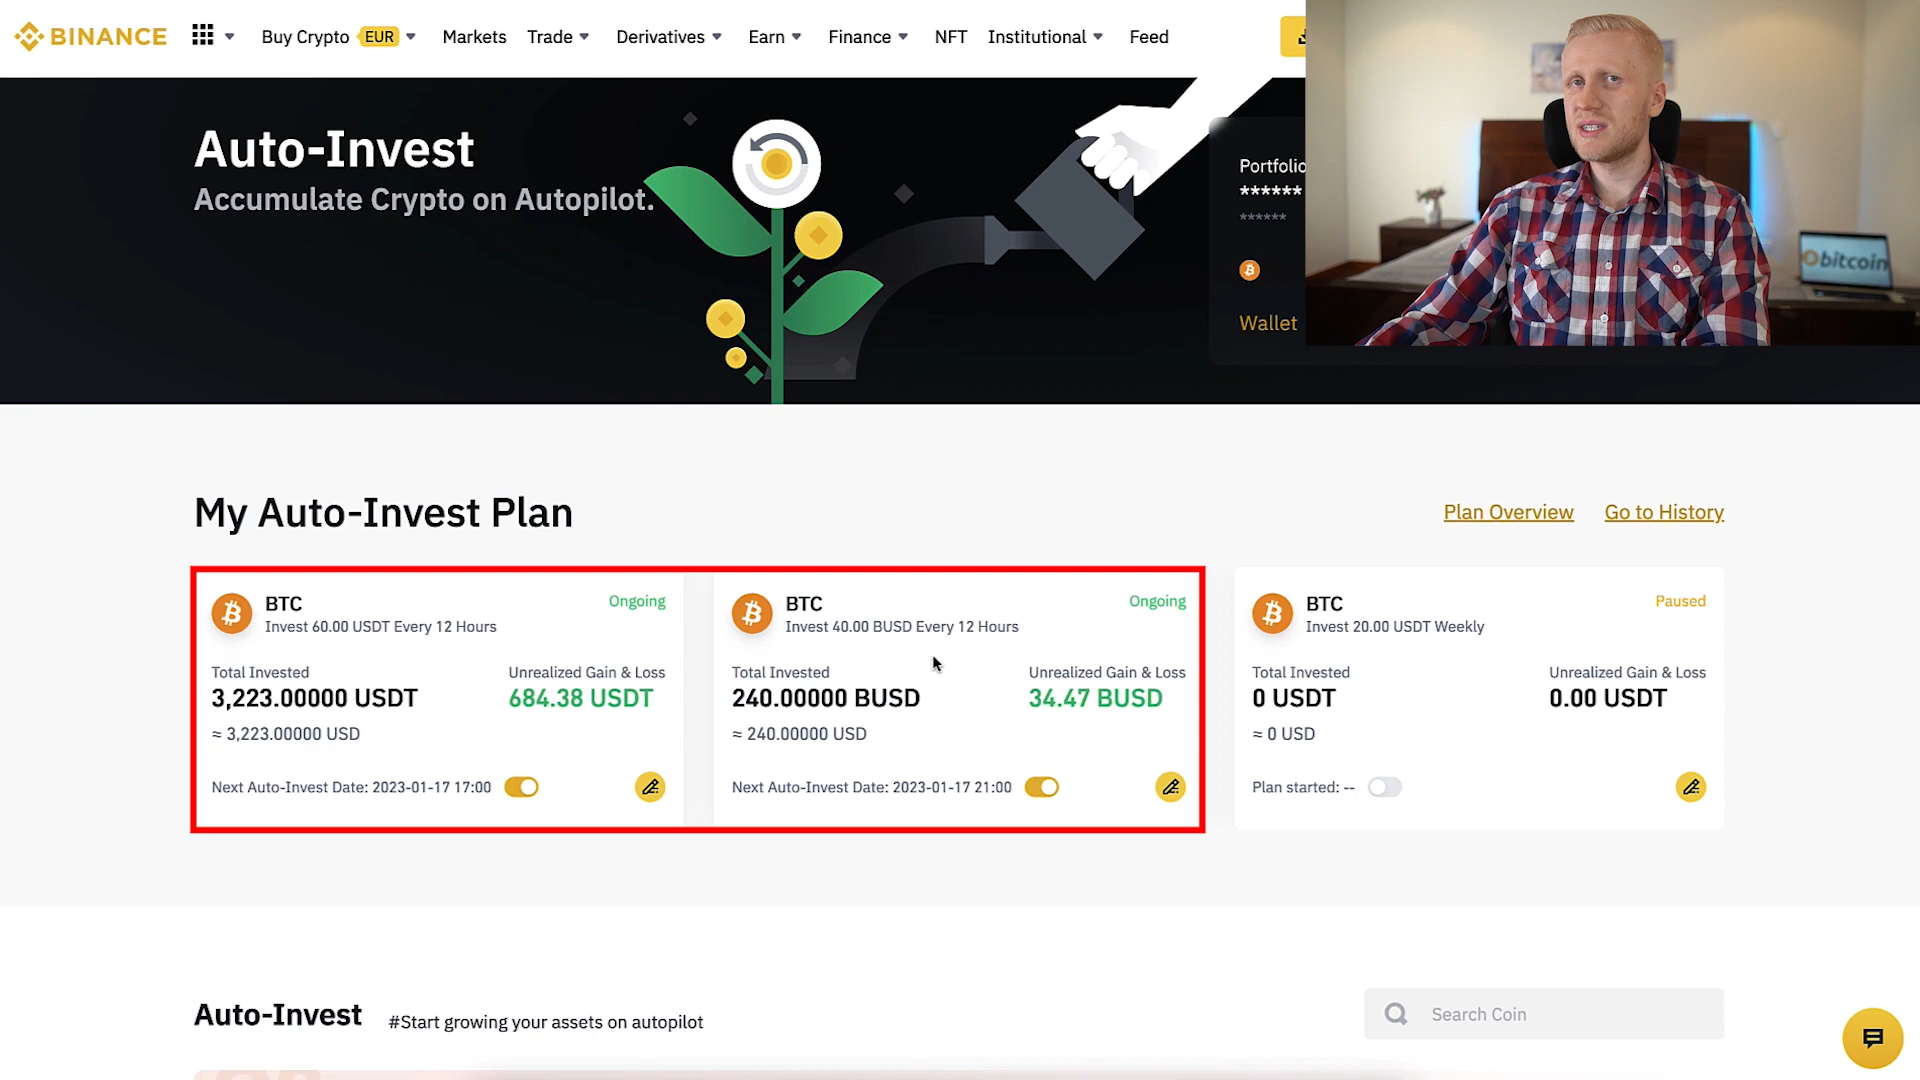 BINANCE
Buy Crypto EUR
Markets
Trade
Derivatives
Earn
Finance
NFT
Institutional
Feed
Auto-Invest
Accumulate Crypto on Autopilot.
Portfolio
******
******
Wallet
bitcoin
My Auto-Invest Plan
Plan Overview
Go to History
BTC
Ongoing
Invest 60.00 USDT Every 12 Hours
Total Invested
Unrealized Gain & Loss
3,223.00000 USDT
684.38 USDT
≈ 3,223.00000 USD
Next Auto-Invest Date: 2023-01-17 17:00
BTC
Ongoing
Invest 40.00 BUSD Every 12 Hours
Total Invested
Unrealized Gain & Loss
240.00000 BUSD
34.47 BUSD
≈ 240.00000 USD
Next Auto-Invest Date: 2023-01-17 21:00
BTC
Paused
Invest 20.00 USDT Weekly
Total Invested
Unrealized Gain & Loss
0 USDT
0.00 USDT
≈ 0 USD
Plan started: --
Auto-Invest
#Start growing your assets on autopilot
Search Coin